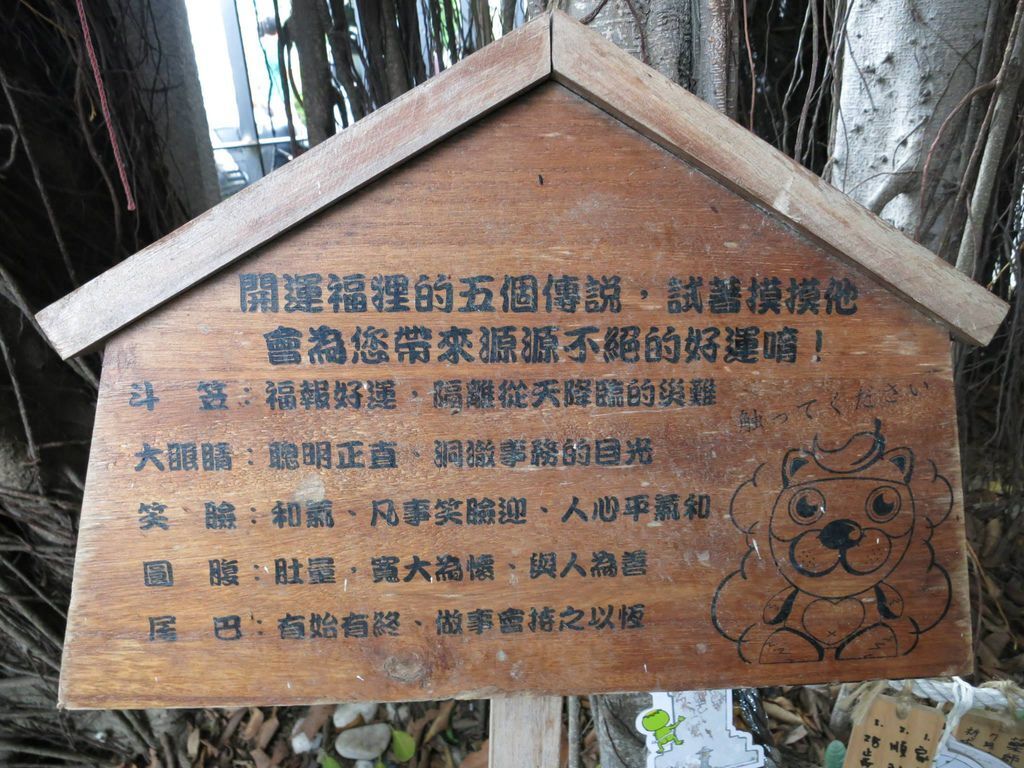 開運福狸的五個傳說,試著摸摸他
會為您帶來源源不絕的好運唷!
斗 笠:福報好運,隔離從天降臨的災難
触ってください
大眼睛:聰明正直、洞徹事務的目光
笑 臉:和氣、凡事笑臉迎、人心平氣和
圓 腹:肚量,寬大為懷、與人為善
尾 巴:有始有終、做事會持之以恆